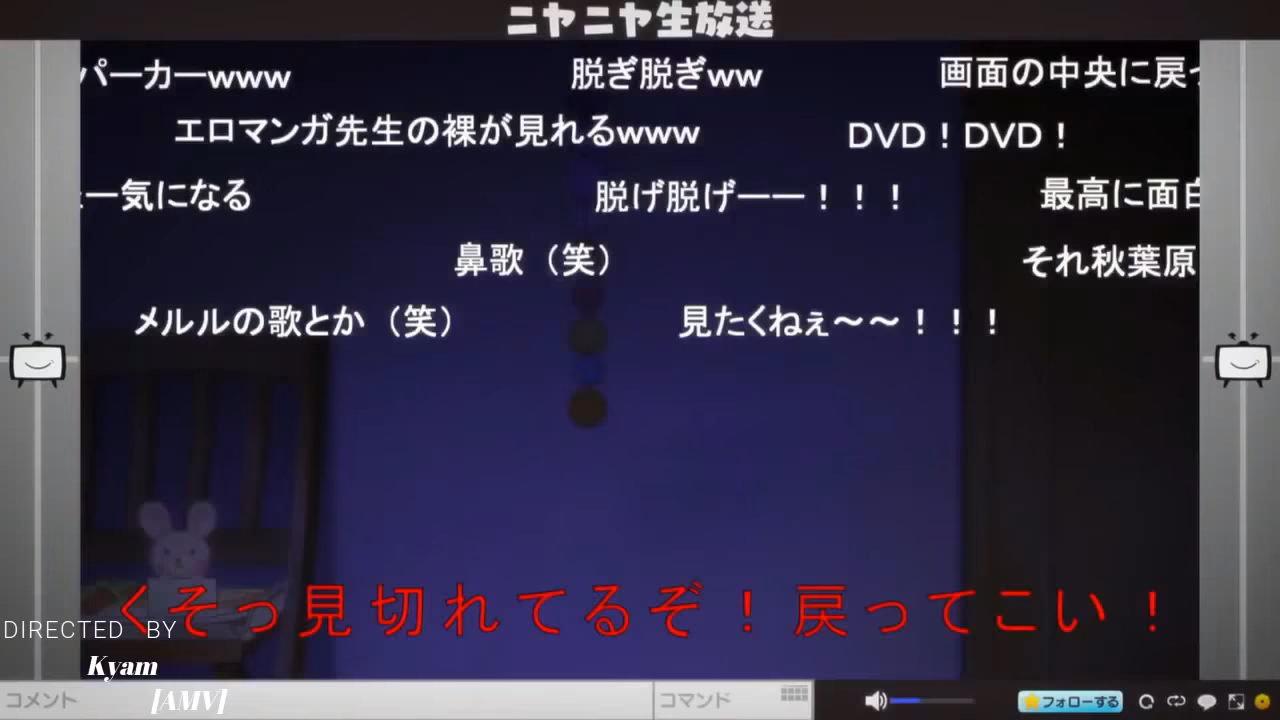 ニヤニヤ生放送
パーカーwww
脱ぎ脱ぎww
画面の中央に戻っ
エロマンガ先生の裸が見れるwww
DVD！DVD！
ー気になる
脱げ脱げーー！！！
最高に面白
鼻歌（笑）
それ秋葉原
メルルの歌とか（笑）
見たくねぇ～～！！！
くそっ見切れてるぞ！戻ってこい！
DIRECTED BY
Kyam
[AMV]
コメント
コマンド
フォローする